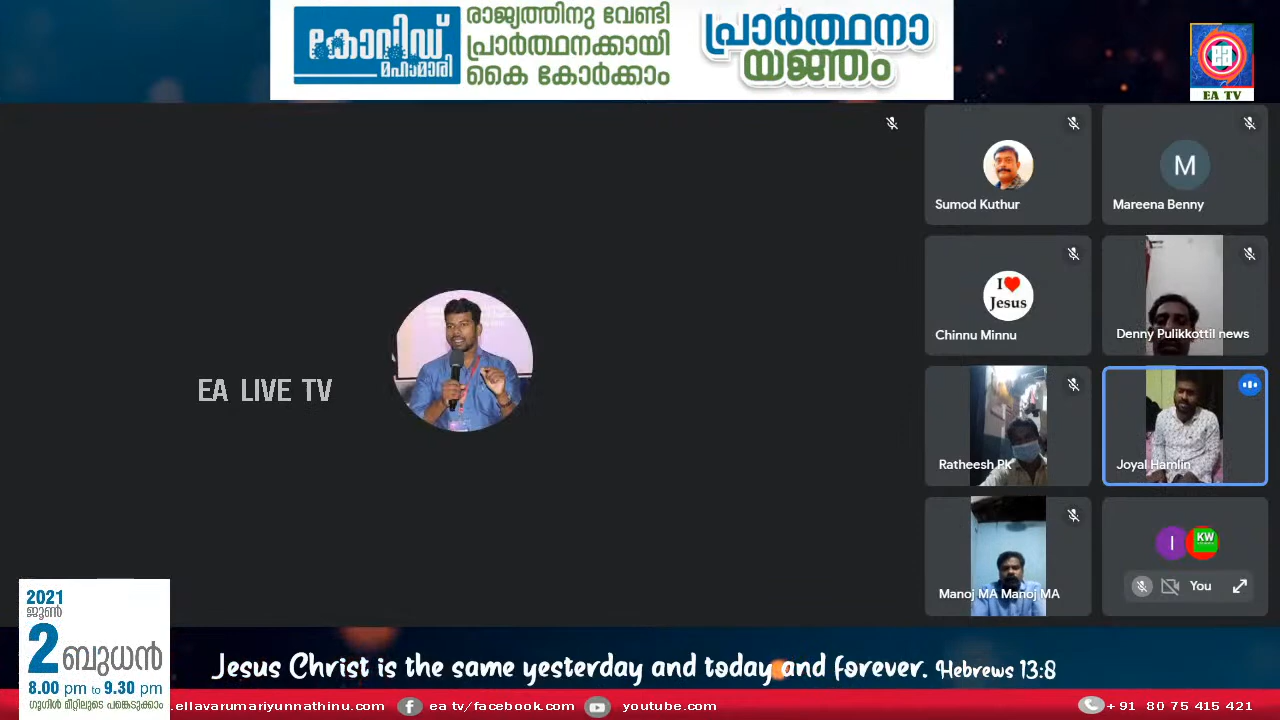 കോവിഡ്
മഹാമാരി
രാജ്യത്തിനു വേണ്ടി
പ്രാർത്ഥനക്കായി
കൈ കോർക്കാം
പ്രാർത്ഥനാ
യജ്ഞം
ea
EA TV
Sumod Kuthur
M
Mareena Benny
I
Jesus
Chinnu Minnu
Denny Pulikkottil news
EA LIVE TV
Ratheesh P.K
Joyal Hamlin
Manoj MA Manoj MA
I
KW
You
2021
ജൂൺ
2 ബുധൻ
8.00 pm to 9.30 pm
ഗൂഗിൾ മീറ്റിലൂടെ പങ്കെടുക്കാം
Jesus Christ is the same yesterday and today and forever. Hebrews 13:8
.ellavarumariyunnathinu.com
ea tv/facebook.com
youtube.com
+ 91 80 75 415 421